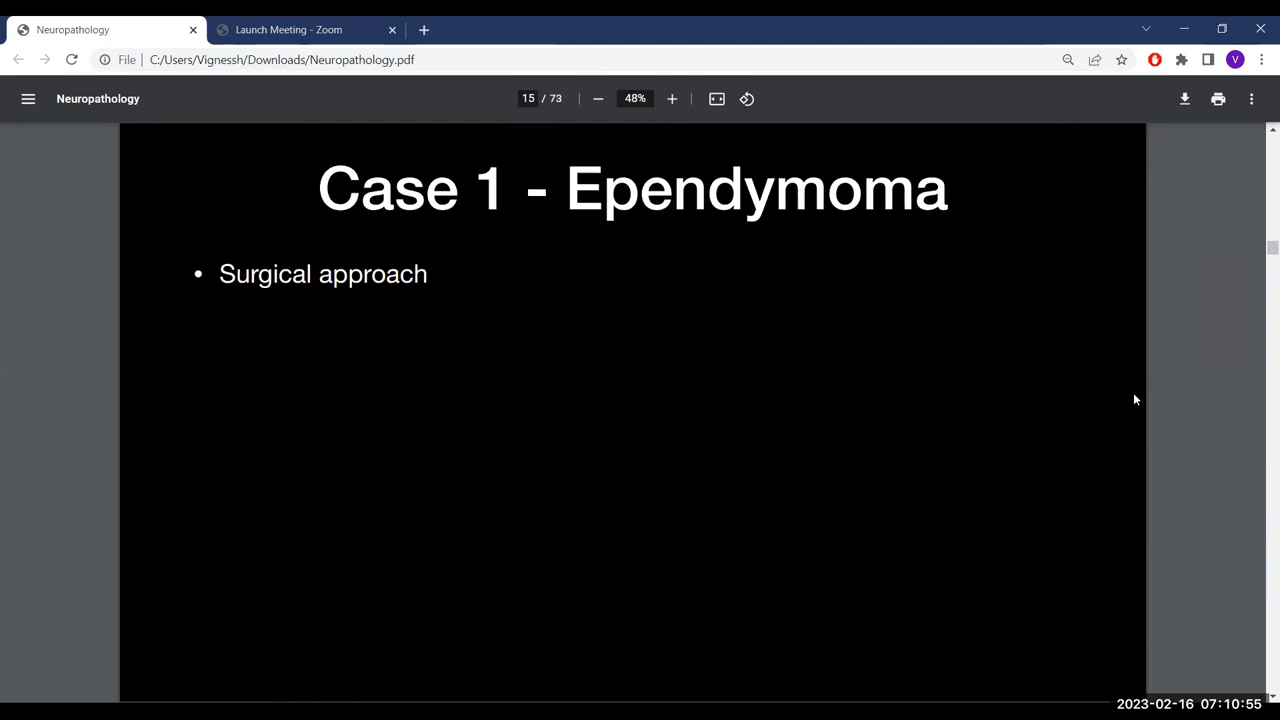 Neuropathology
Launch Meeting - Zoom
File
C:/Users/Vignessh/Downloads/Neuropathology.pdf
V
Neuropathology
15 / 73
48%
Case 1 - Ependymoma
• Surgical approach
2023-02-16 07:10:55